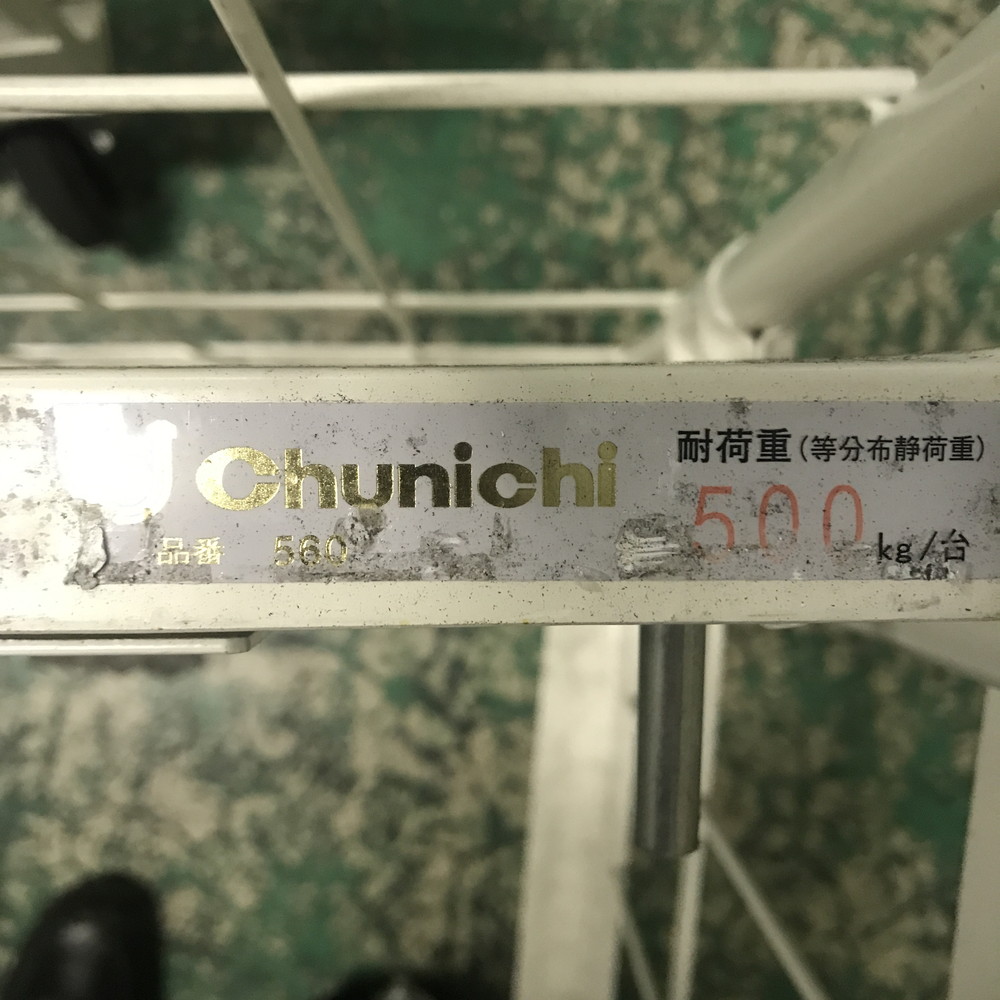 Chunichi
品番 560
耐荷重(等分布静荷重)
500 kg/台